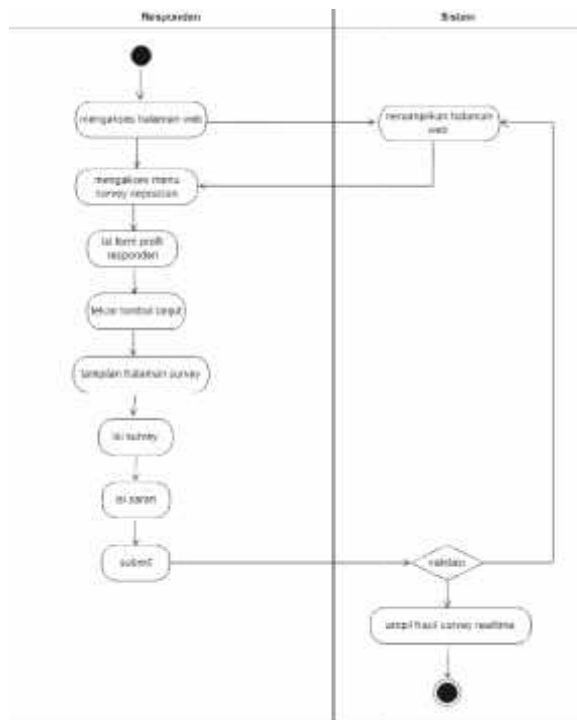 Responden
Sistem
mengakses halaman web
menampilkan halaman
web
mengakses menu
survey kepuasan
isi form profil
responden
tekan tombol lanjut
tampilan halaman survey
isi survey
isi saran
submit
validasi
tampil hasil survey realtime